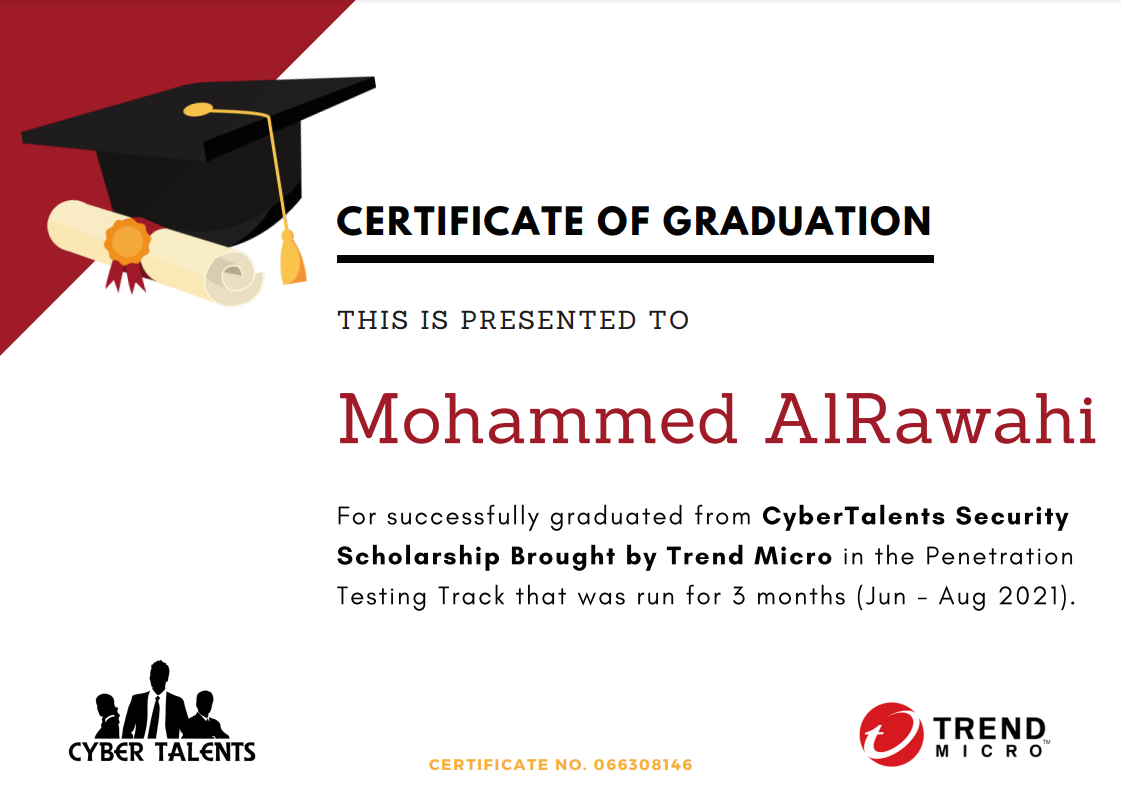 CERTIFICATE OF GRADUATION
THIS IS PRESENTED TO
Mohammed AlRawahi
For successfully graduated from CyberTalents Security
Scholarship Brought by Trend Micro in the Penetration
Testing Track that was run for 3 months (Jun - Aug 2021).
CYBER TALENTS
TREND
MICRO™
CERTIFICATE NO. 066308146